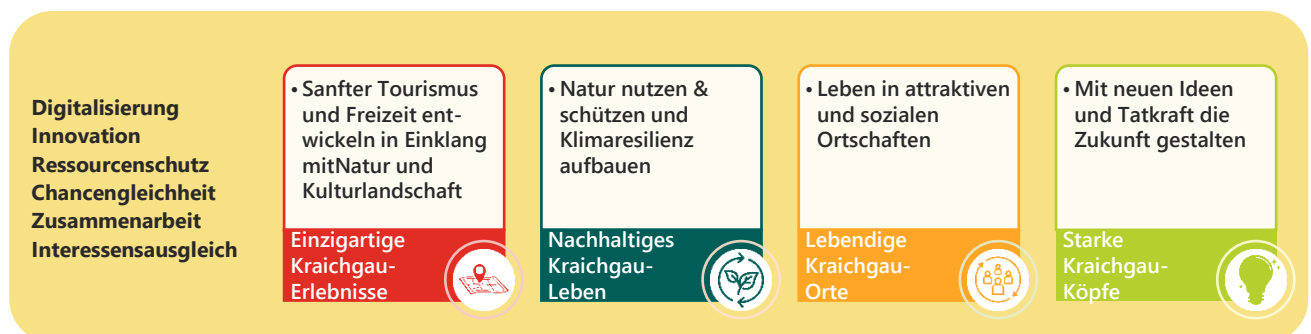 Digitalisierung
Innovation
Ressourcenschutz
Chancengleichheit
Zusammenarbeit
Interessensausgleich
• Sanfter Tourismus
und Freizeit ent-
wickeln in Einklang
mitNatur und
Kulturlandschaft
Einzigartige
Kraichgau-
Erlebnisse
• Natur nutzen &
schützen und
Klimaresilienz
aufbauen
Nachhaltiges
Kraichgau-
Leben
• Leben in attraktiven
und sozialen
Ortschaften
Lebendige
Kraichgau-
Orte
• Mit neuen Ideen
und Tatkraft die
Zukunft gestalten
Starke
Kraichgau-
Köpfe